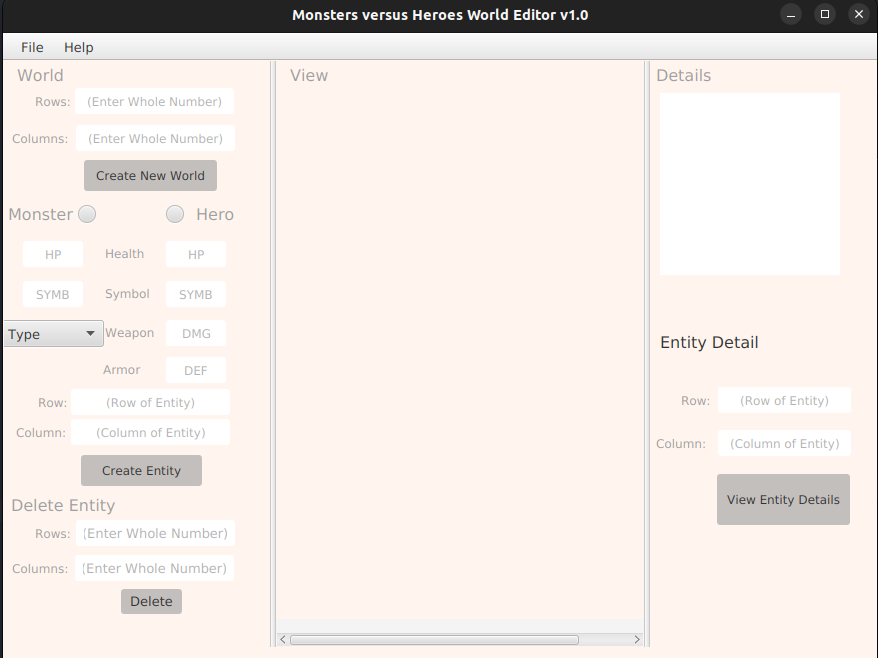 Monsters versus Heroes World Editor v1.0
File Help
World
Rows: (Enter Whole Number)
Columns: (Enter Whole Number)
Create New World
Monster Hero
HP Health HP
SYMB Symbol SYMB
Type Weapon DMG
Armor DEF
Row: (Row of Entity)
Column: (Column of Entity)
Create Entity
Delete Entity
Rows: (Enter Whole Number)
Columns: (Enter Whole Number)
Delete
View
Details
Entity Detail
Row: (Row of Entity)
Column: (Column of Entity)
View Entity Details